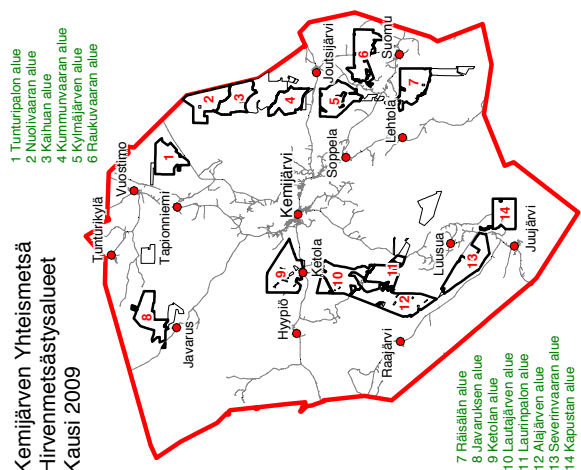 Kemijärven Yhteismetsä
Hirvenmetsästysalueet
Kausi 2009
1 Tunturipalon alue
2 Nuolivaaran alue
3 Kaihuan alue
4 Kummunvaaran alue
5 Kylmäjärven alue
6 Raukuvaaran alue
7 Räisälän alue
8 Javaruksen alue
9 Ketolan alue
10 Lautajärven alue
11 Laurinpalon alue
12 Alajärven alue
13 Severinvaaran alue
14 Kapustan alue
Tunturikylä
Vuostimo
Tapionniemi
Javarus
Joutsijärvi
Suomu
Soppela
Lehtola
Kemijärvi
Ketola
Hyypiö
Raajärvi
Luusua
Juujärvi
1
2
3
4
5
6
7
8
9
10
11
12
13
14